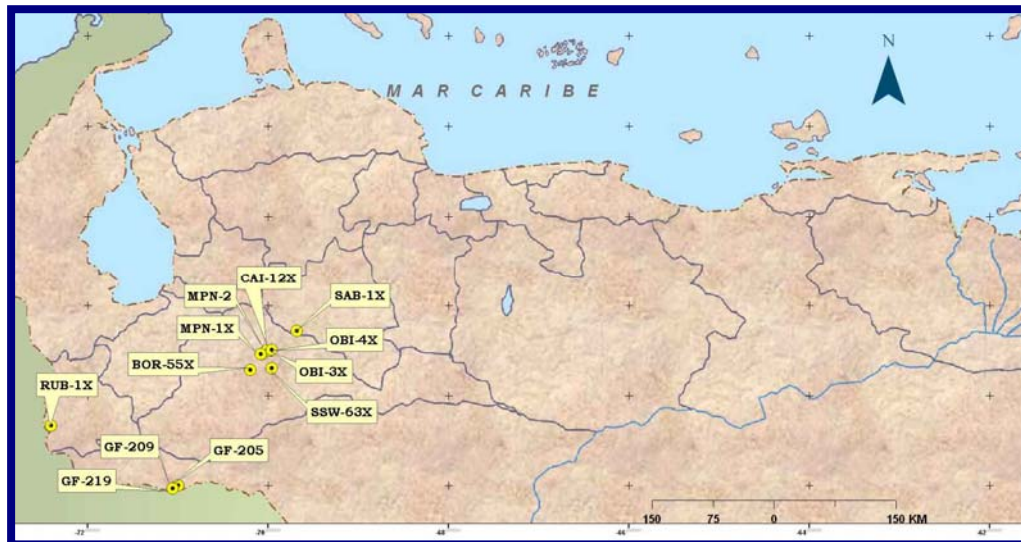 N
MAR CARIBE
CAI-12X
MPN-2
SAB-1X
MPN-1X
OBI-4X
BOR-55X
OBI-3X
RUB-1X
SSW-63X
GF-209
GF-205
GF-219
150 75 0 150 KM
-72 -70 -68 -66 -64 -62